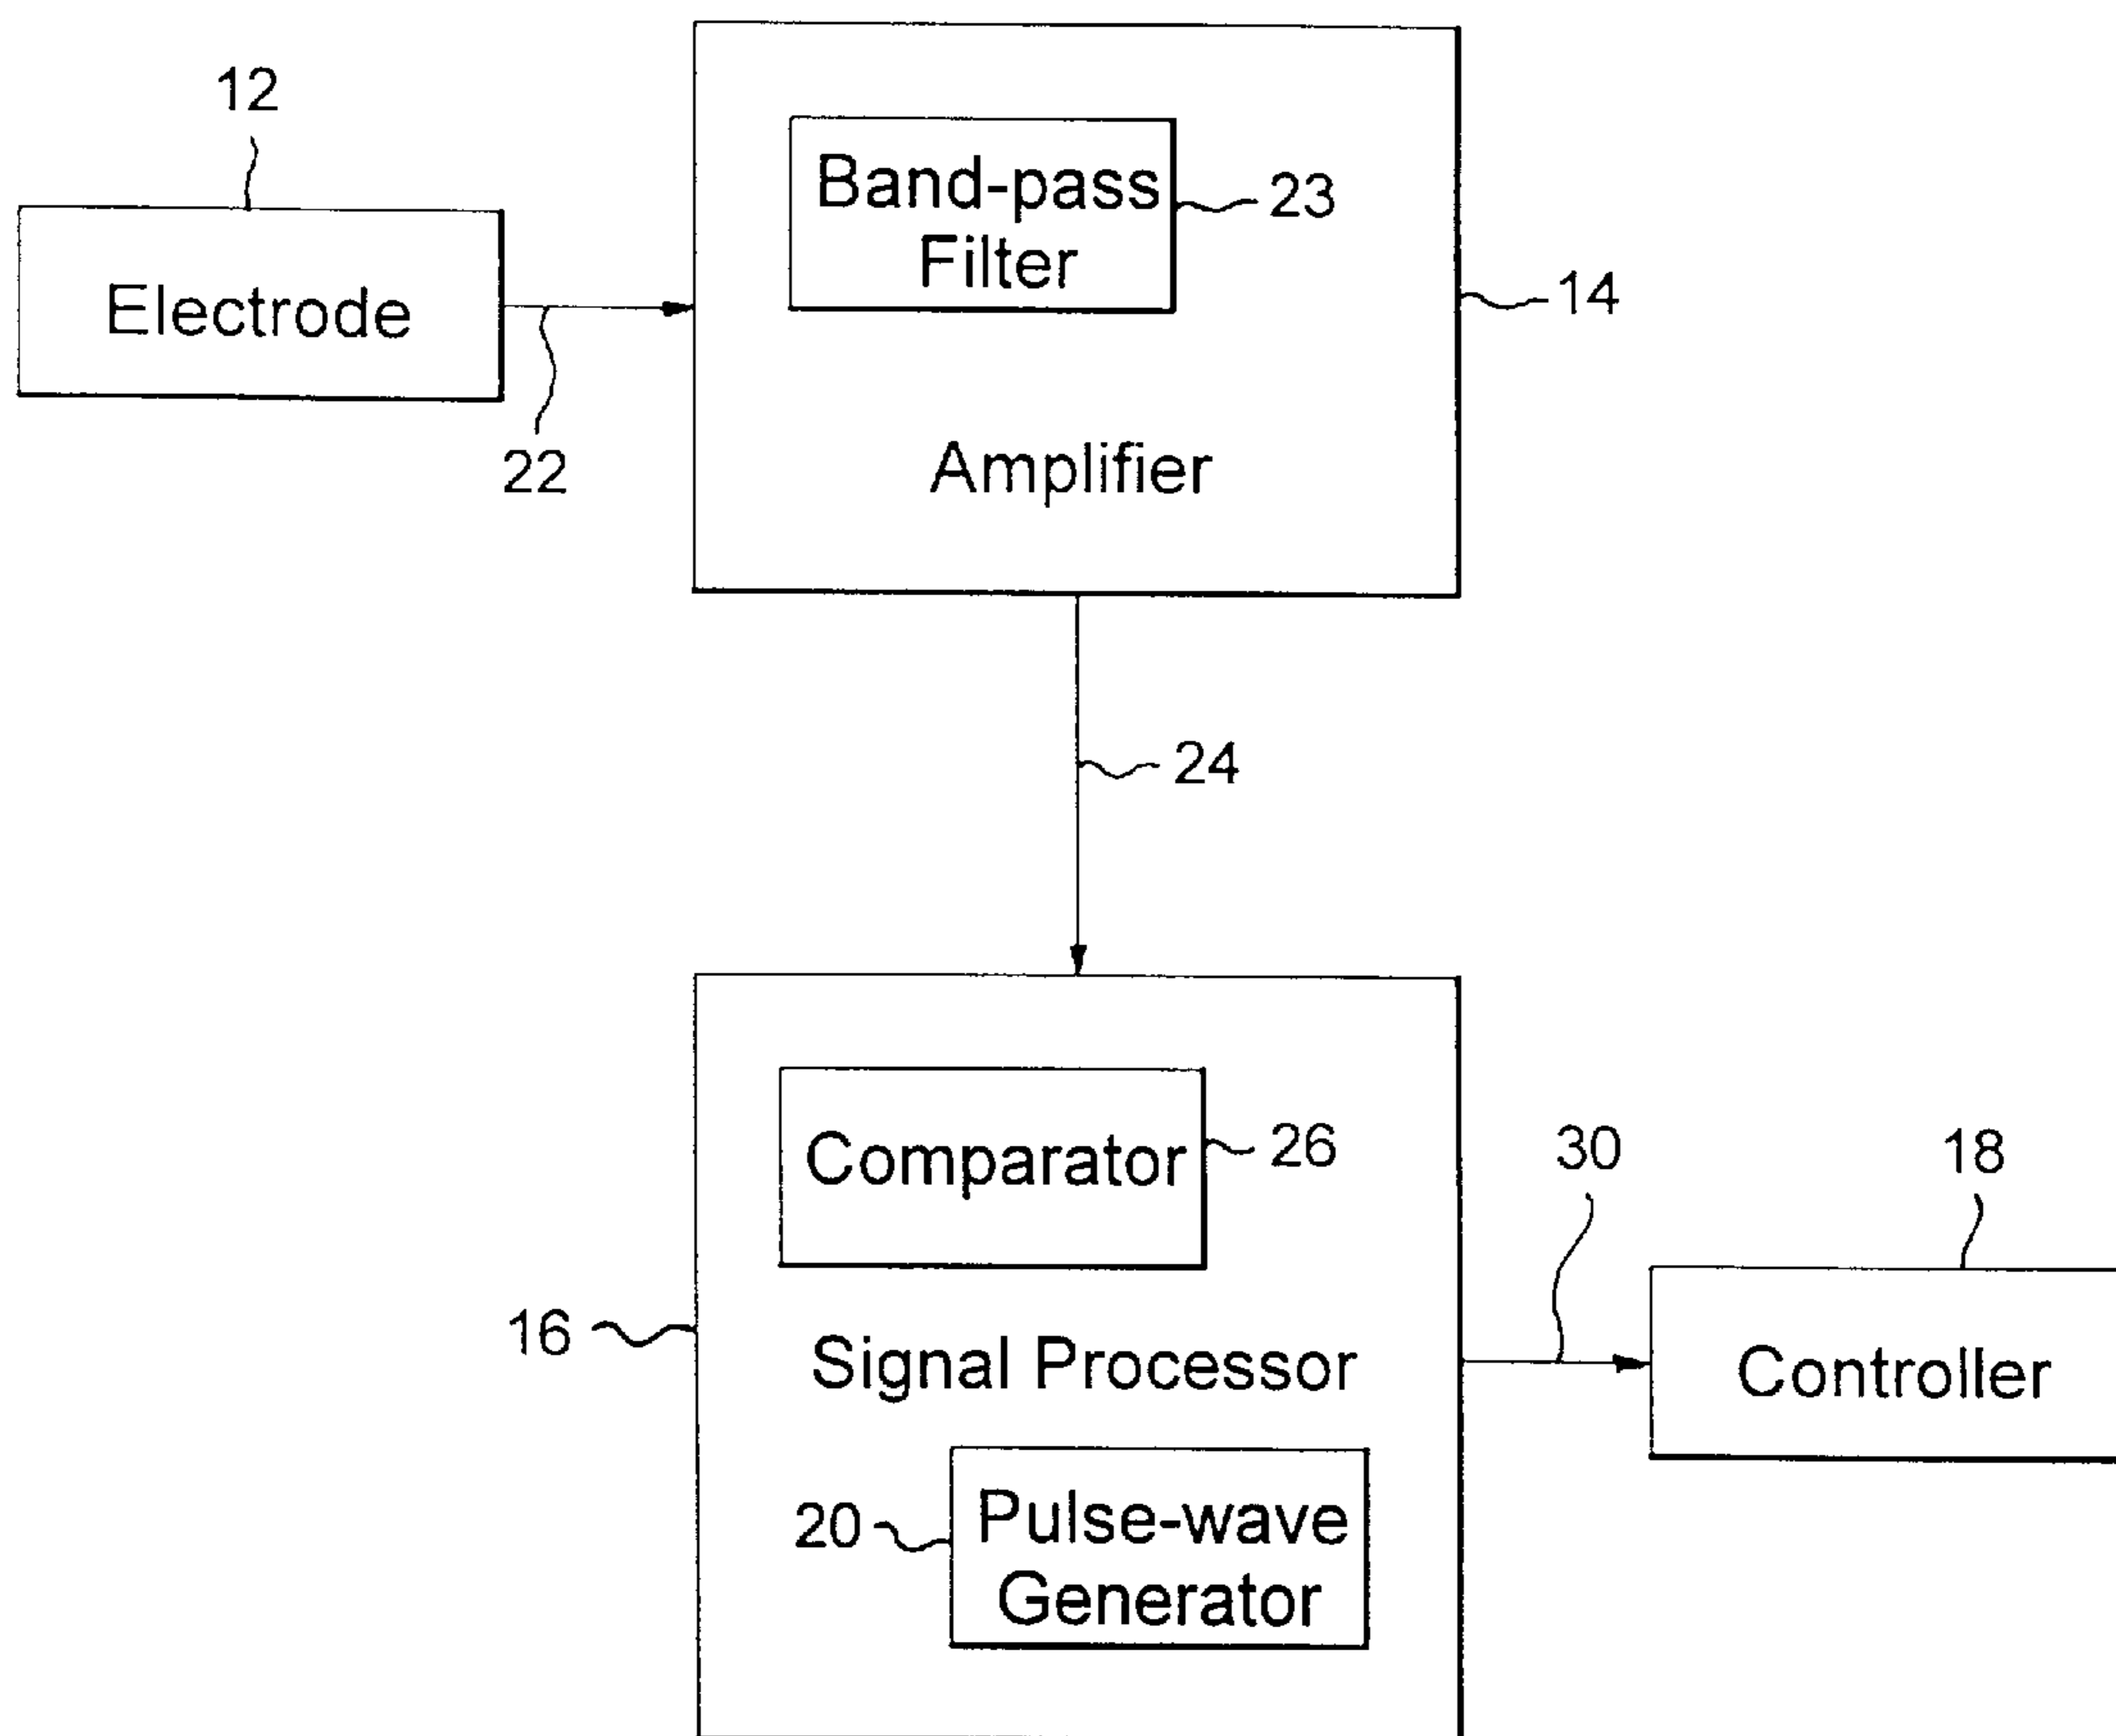 12
Electrode
22
Band-pass
Filter
23
14
Amplifier
24
Comparator
26
16
Signal Processor
30
18
Controller
20
Pulse-wave
Generator